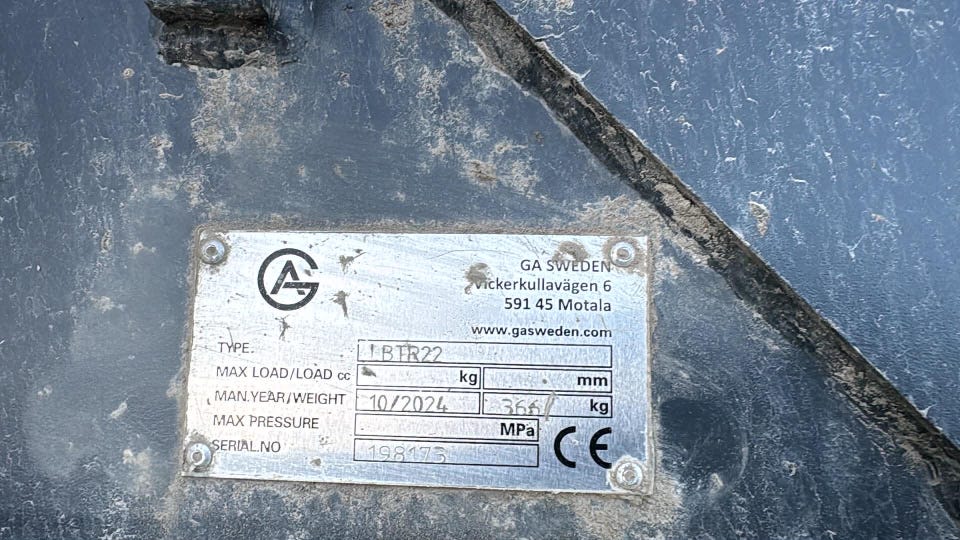 GA
GA SWEDEN
Vickerkullavägen 6
591 45 Motala
www.gasweden.com
TYPE. LBTR22
MAX LOAD/LOAD cc kg mm
MAN.YEAR/WEIGHT 10/2024 kg
MAX PRESSURE MPa
SERIAL.NO 198173
CE